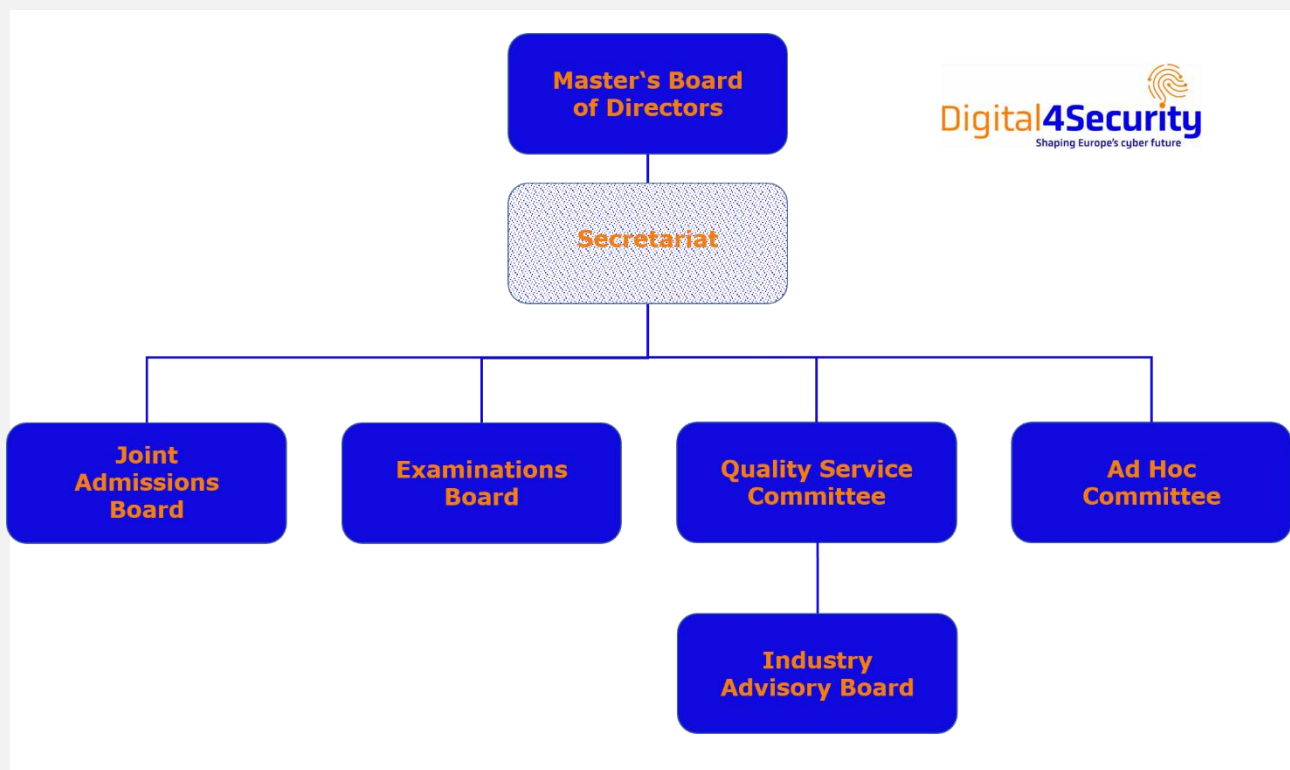 Master‘s Board
of Directors
Digital4Security
Shaping Europe's cyber future
Secretariat
Joint
Admissions
Board
Examinations
Board
Quality Service
Committee
Ad Hoc
Committee
Industry
Advisory Board